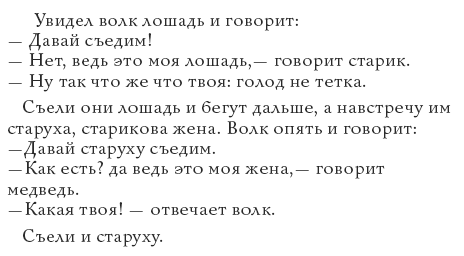 Увидел волк лошадь и говорит:
— Давай съедим!
— Нет, ведь это моя лошадь,— говорит старик.
— Ну так что же что твоя: голод не тетка.
Съели они лошадь и бегут дальше, а навстречу им
старуха, старикова жена. Волк опять и говорит:
—Давай старуху съедим.
—Как есть? да ведь это моя жена,— говорит
медведь.
—Какая твоя! — отвечает волк.
Съели и старуху.